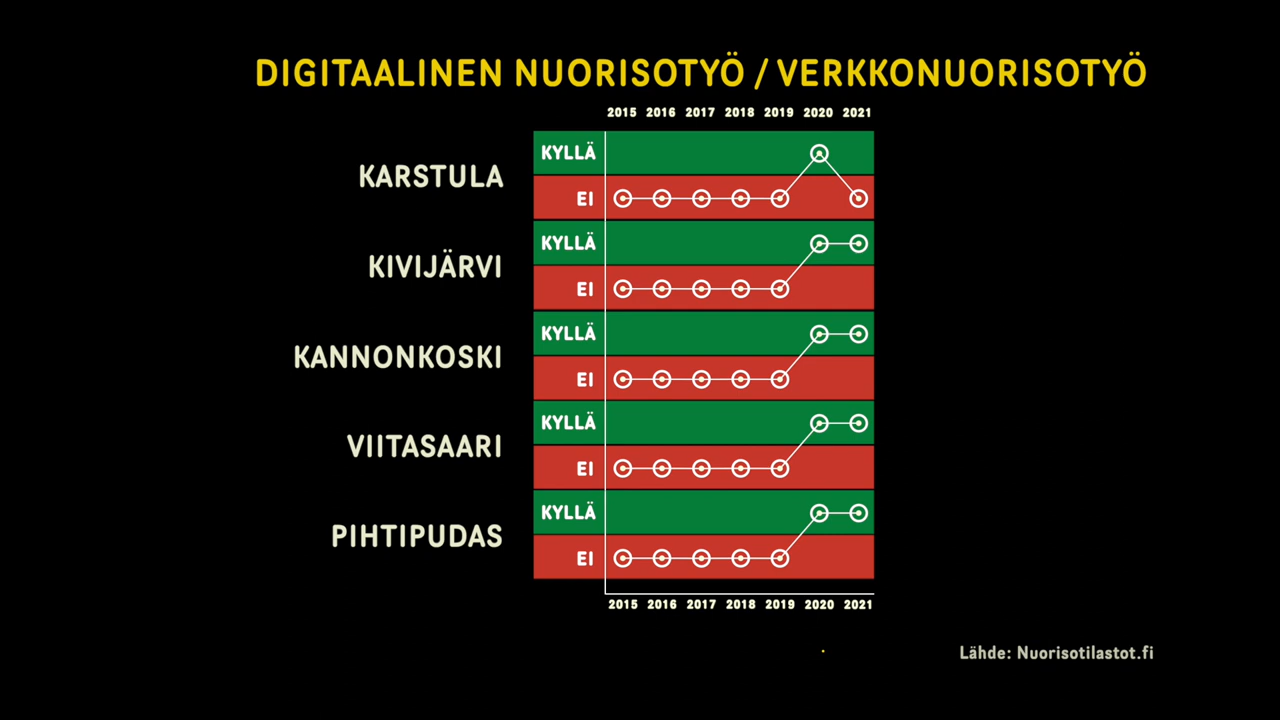 DIGITAALINEN NUORISOTYÖ / VERKKONUORISOTYÖ
2015 2016 2017 2018 2019 2020 2021
KARSTULA
KYLLÄ
EI
KIVIJÄRVI
KYLLÄ
EI
KANNONKOSKI
KYLLÄ
EI
VIITASAARI
KYLLÄ
EI
PIHTIPUDAS
KYLLÄ
EI
2015 2016 2017 2018 2019 2020 2021
Lähde: Nuorisotilastot.fi